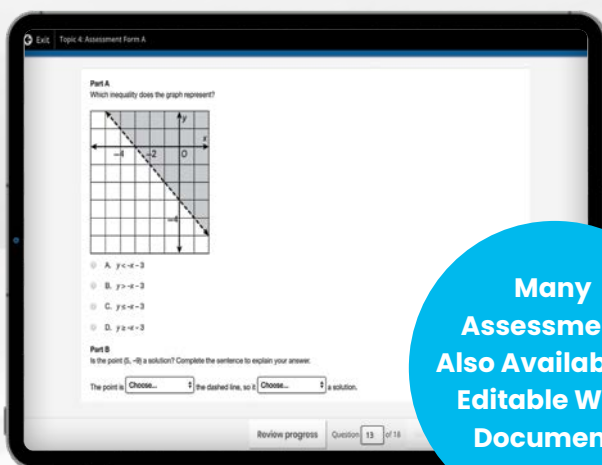 Exit Topic 4: Assessment Form A
Part A
Which inequality does the graph represent?
y
x
-4 -2 O
-4
A. y<-x-3
B. y>-x-3
C. y≤-x-3
D. y≥-x-3
Part B
Is the point (5, -9) a solution? Complete the sentence to explain your answer.
The point is Choose... the dashed line, so it Choose... a solution.
Review progress Question 13 of 18
Many
Assessme
Also Availab
Editable W
Documen